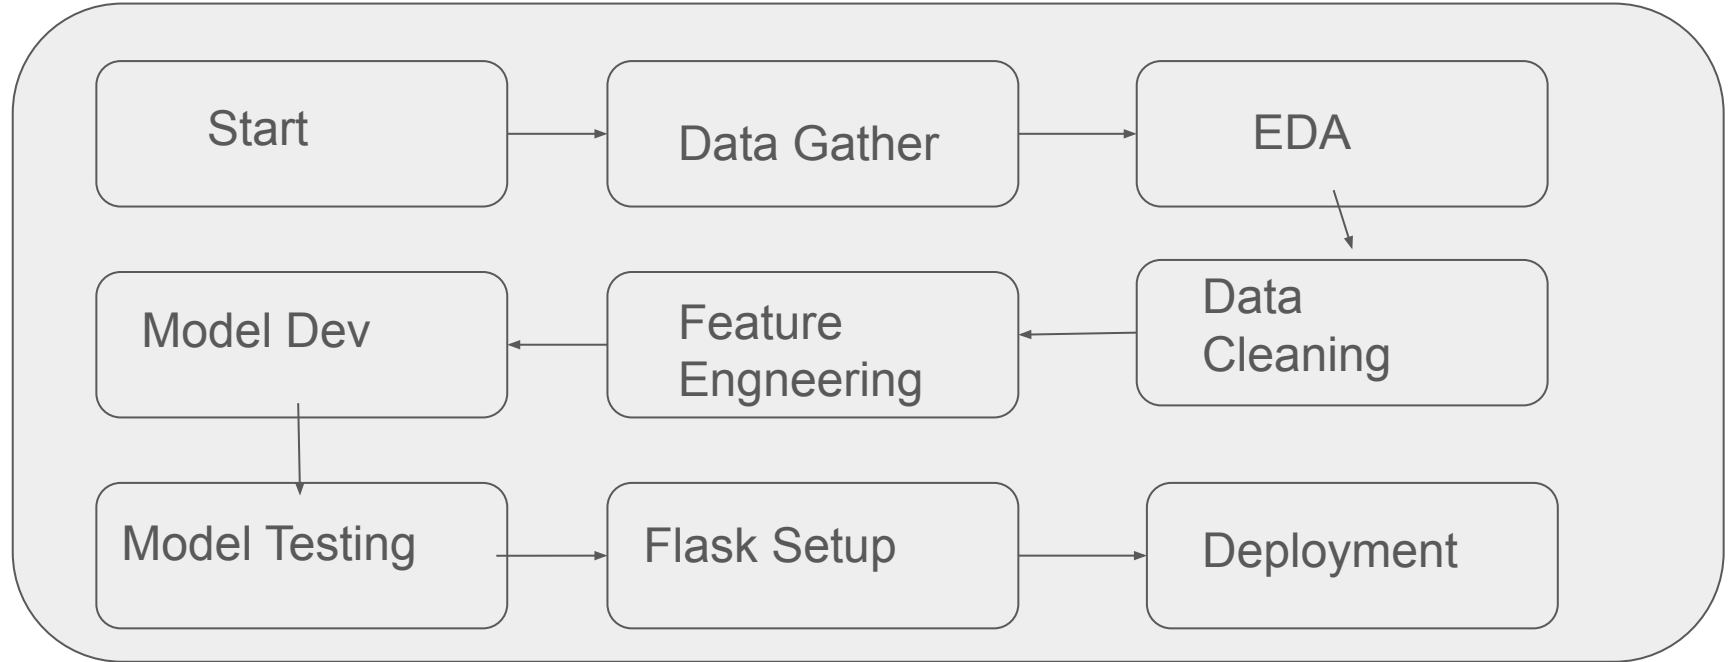 Start
Data Gather
EDA
Data
Cleaning
Feature
Engneering
Model Dev
Model Testing
Flask Setup
Deployment